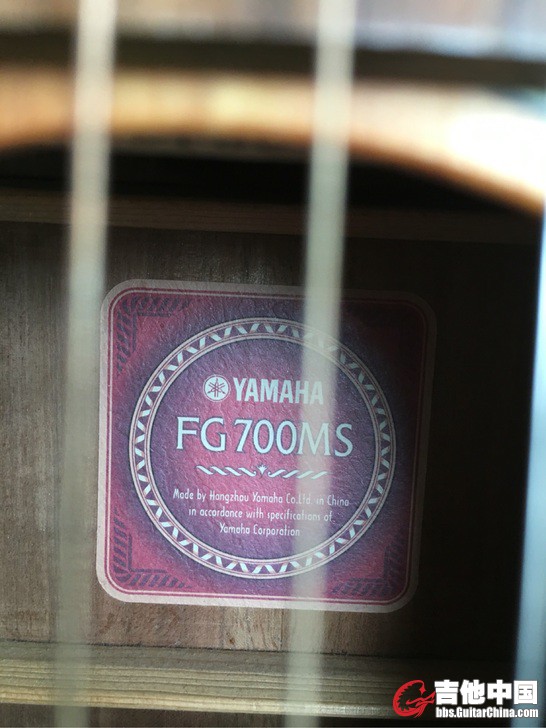 YAMAHA
FG700MS
Made by Hangzhou Yamaha Co.Ltd. in China
in accordance with specifications of
Yamaha Corporation
吉他中国
bbs.GuitarChina.com